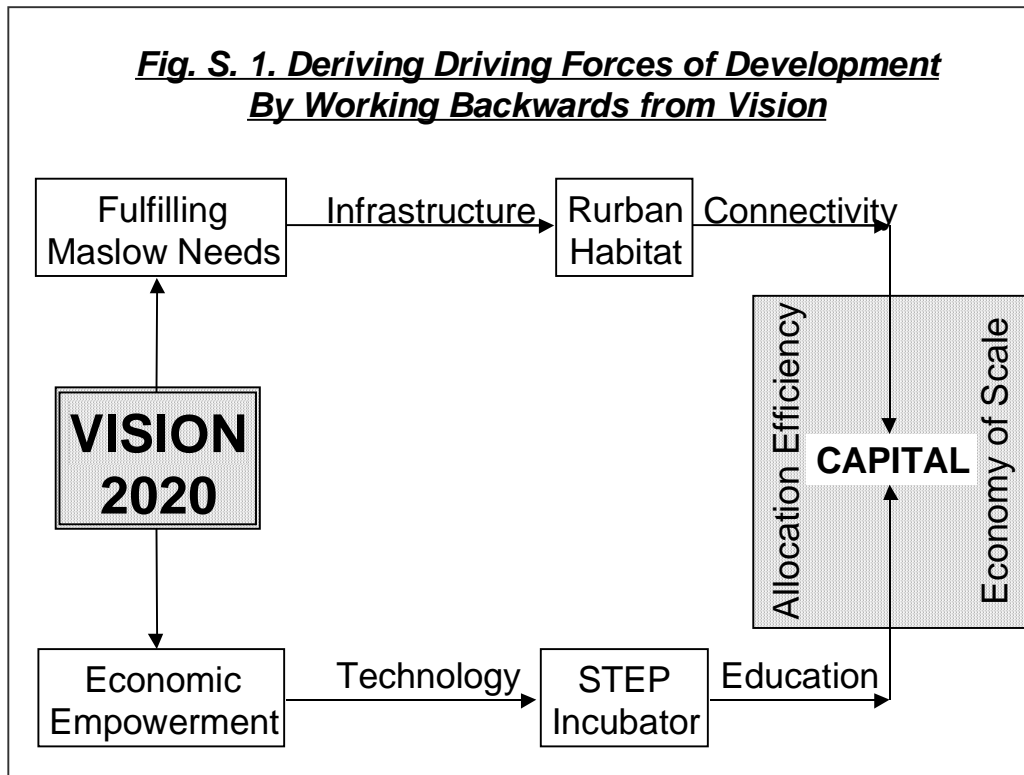 Fig. S. 1. Deriving Driving Forces of Development
By Working Backwards from Vision
Fulfilling
Maslow Needs
Infrastructure
Rurban
Habitat
Connectivity
VISION
2020
Allocation Efficiency
CAPITAL
Economy of Scale
Economic
Empowerment
Technology
STEP
Incubator
Education